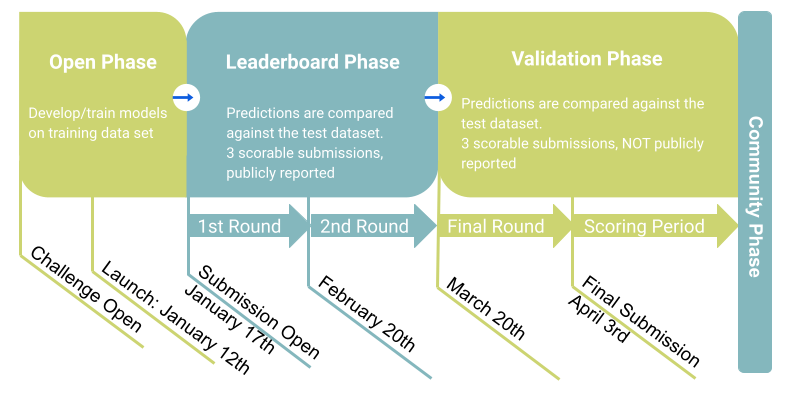 Open Phase
Develop/train models
on training data set
Leaderboard Phase
Predictions are compared
against the test dataset.
3 scorable submissions,
publicly reported
Validation Phase
Predictions are compared against the
test dataset.
3 scorable submissions, NOT publicly
reported
Community Phase
1st Round
2nd Round
Final Round
Scoring Period
Challenge Open
Launch: January 12th
Submission Open
January 17th
February 20th
March 20th
Final Submission
April 3rd